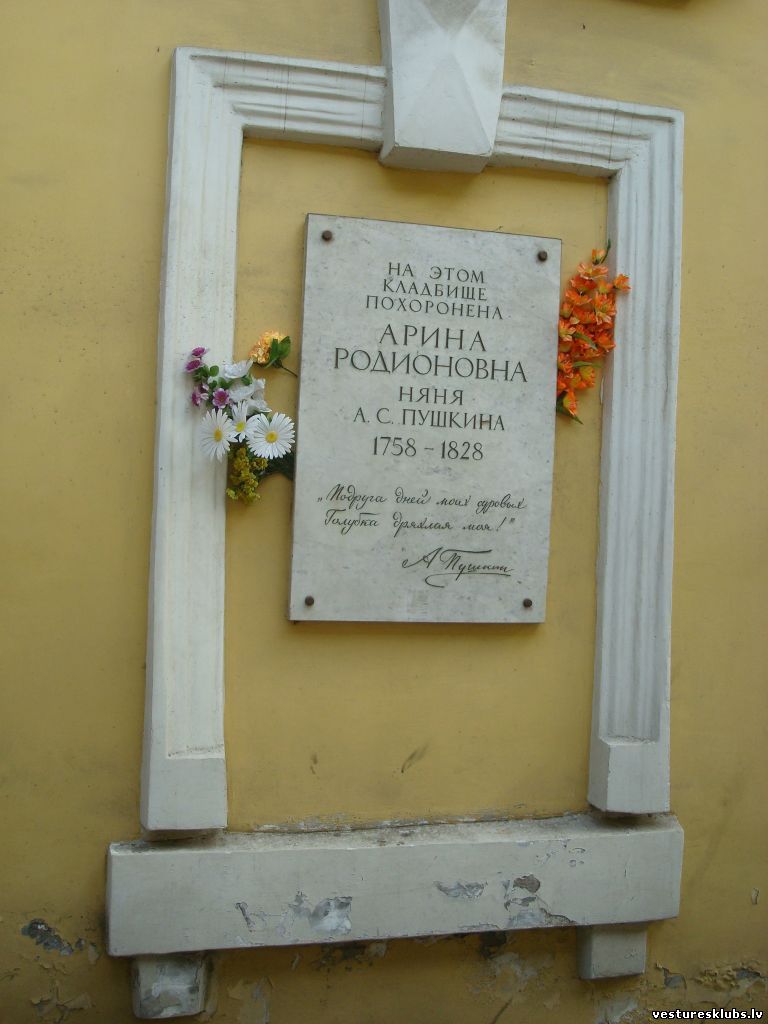 НА ЭТОМ
КЛАДБИЩЕ
ПОХОРОНЕНА
АРИНА
РОДИОНОВНА
НЯНЯ
А. С. ПУШКИНА
1758 – 1828
„Подруга дней моих суровых
Голубка дряхлая моя!"
А Пушкин
vesturesklubs.lv